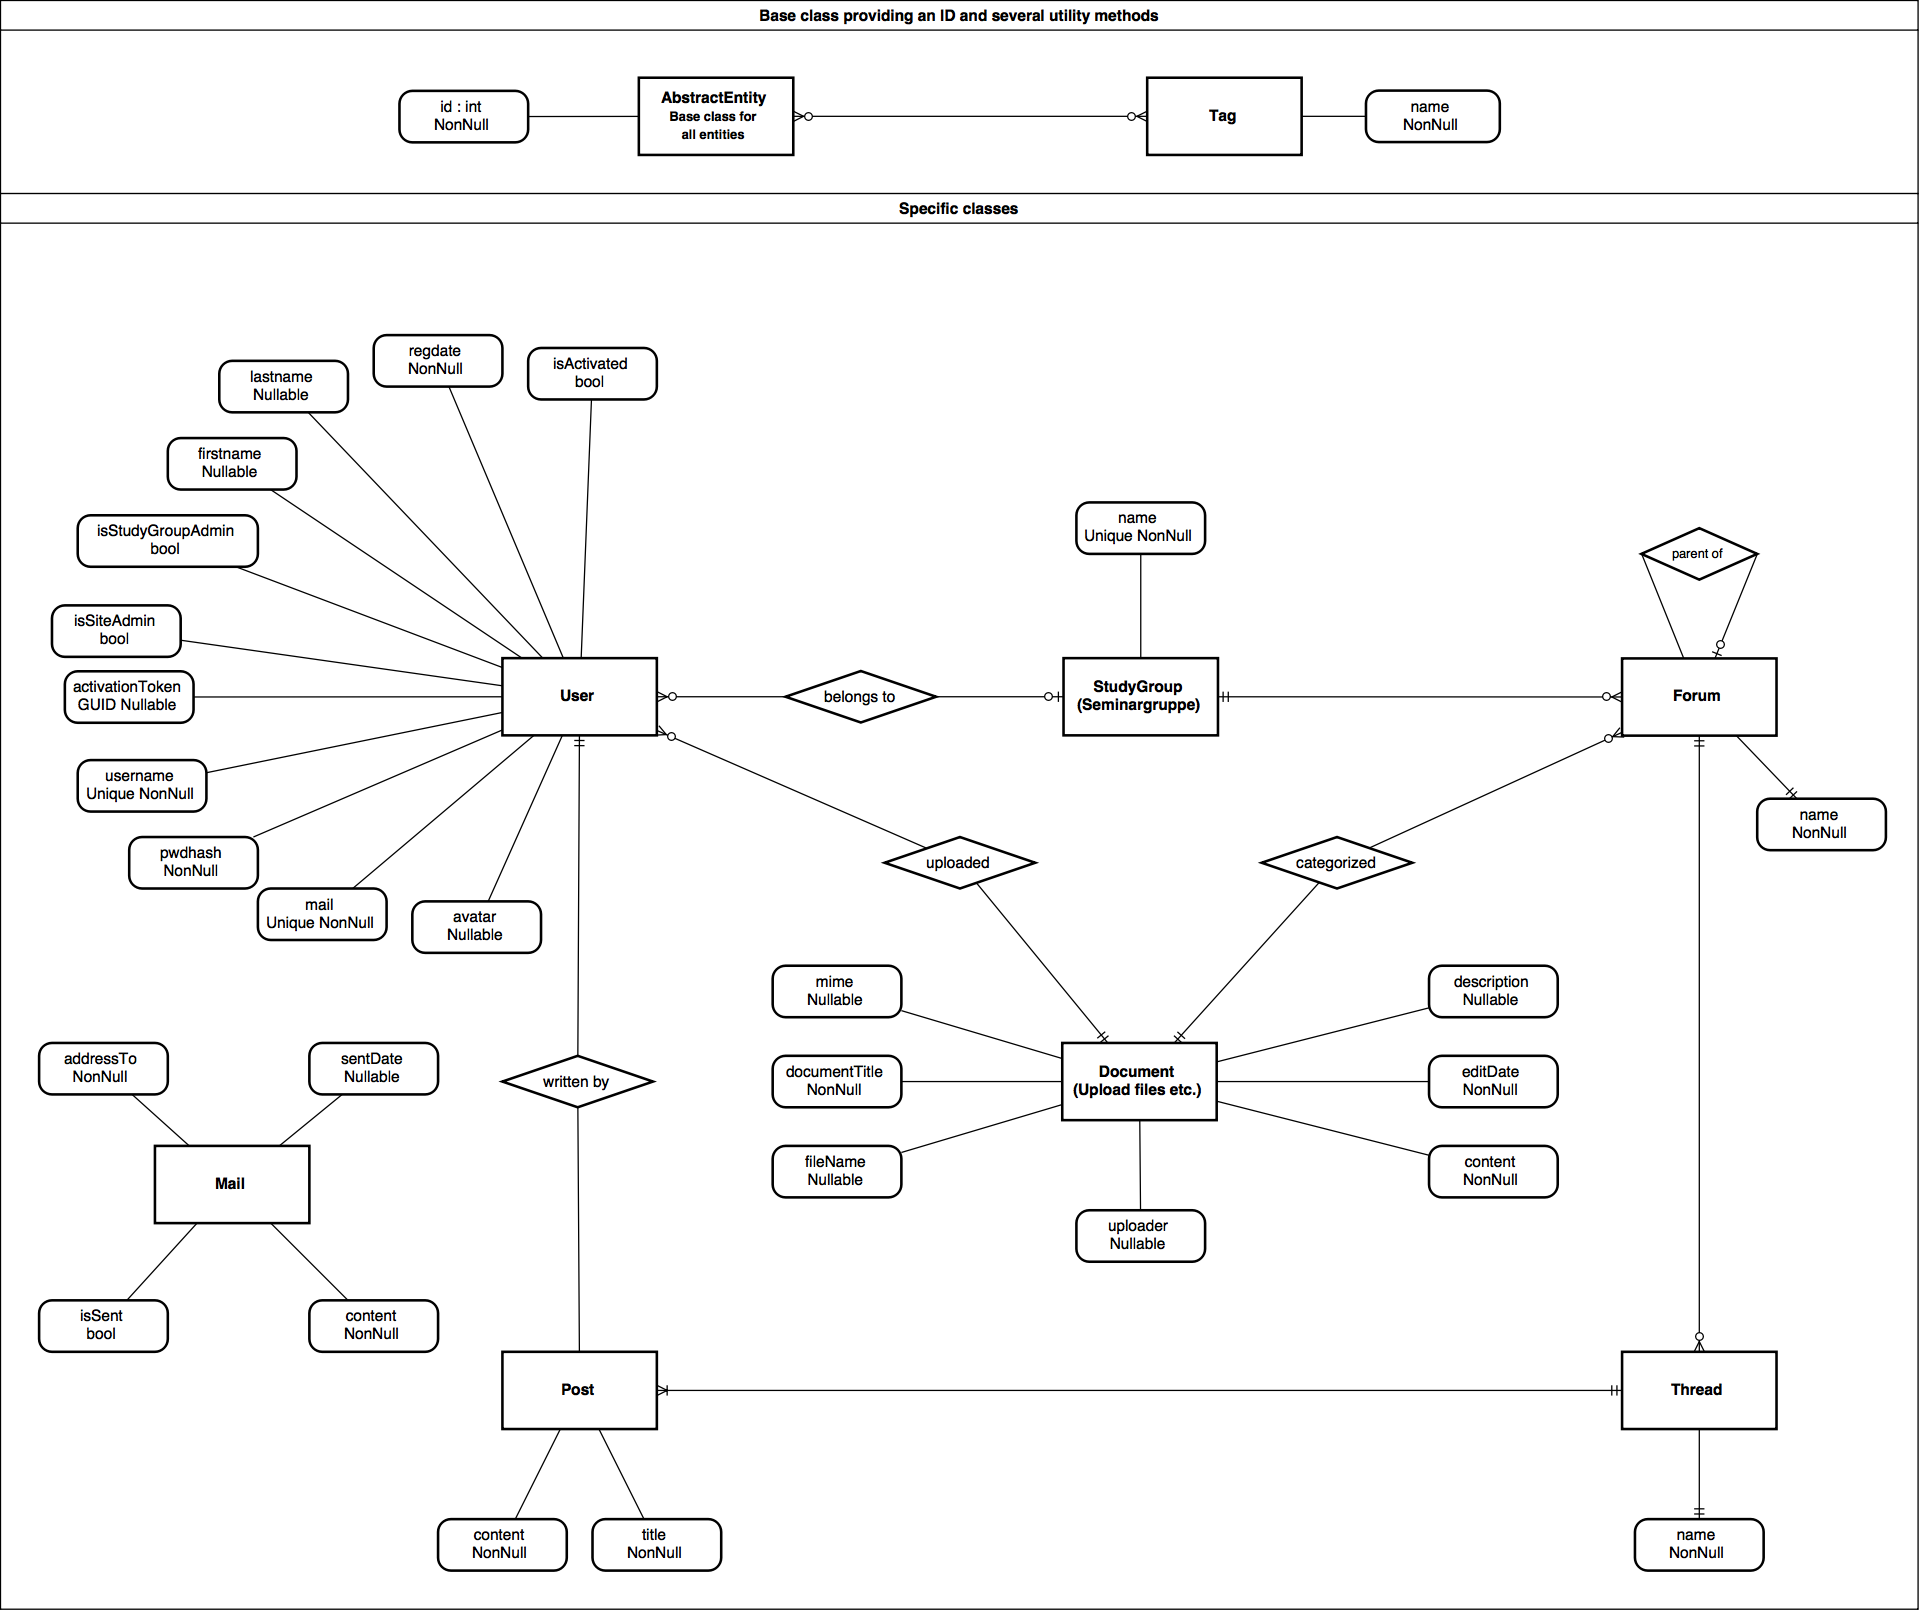 Base class providing an ID and several utility methods
id : int
NonNull
AbstractEntity
Base class for
all entities
Tag
name
NonNull
Specific classes
regdate
NonNull
isActivated
bool
lastname
Nullable
firstname
Nullable
isStudyGroupAdmin
bool
name
Unique NonNull
parent of
isSiteAdmin
bool
activationToken
GUID Nullable
User
belongs to
StudyGroup
(Seminargruppe)
Forum
username
Unique NonNull
name
NonNull
pwdhash
NonNull
uploaded
categorized
mail
Unique NonNull
avatar
Nullable
mime
Nullable
description
Nullable
addressTo
NonNull
sentDate
Nullable
written by
documentTitle
NonNull
Document
(Upload files etc.)
editDate
NonNull
Mail
fileName
Nullable
content
NonNull
uploader
Nullable
isSent
bool
content
NonNull
Post
Thread
content
NonNull
title
NonNull
name
NonNull